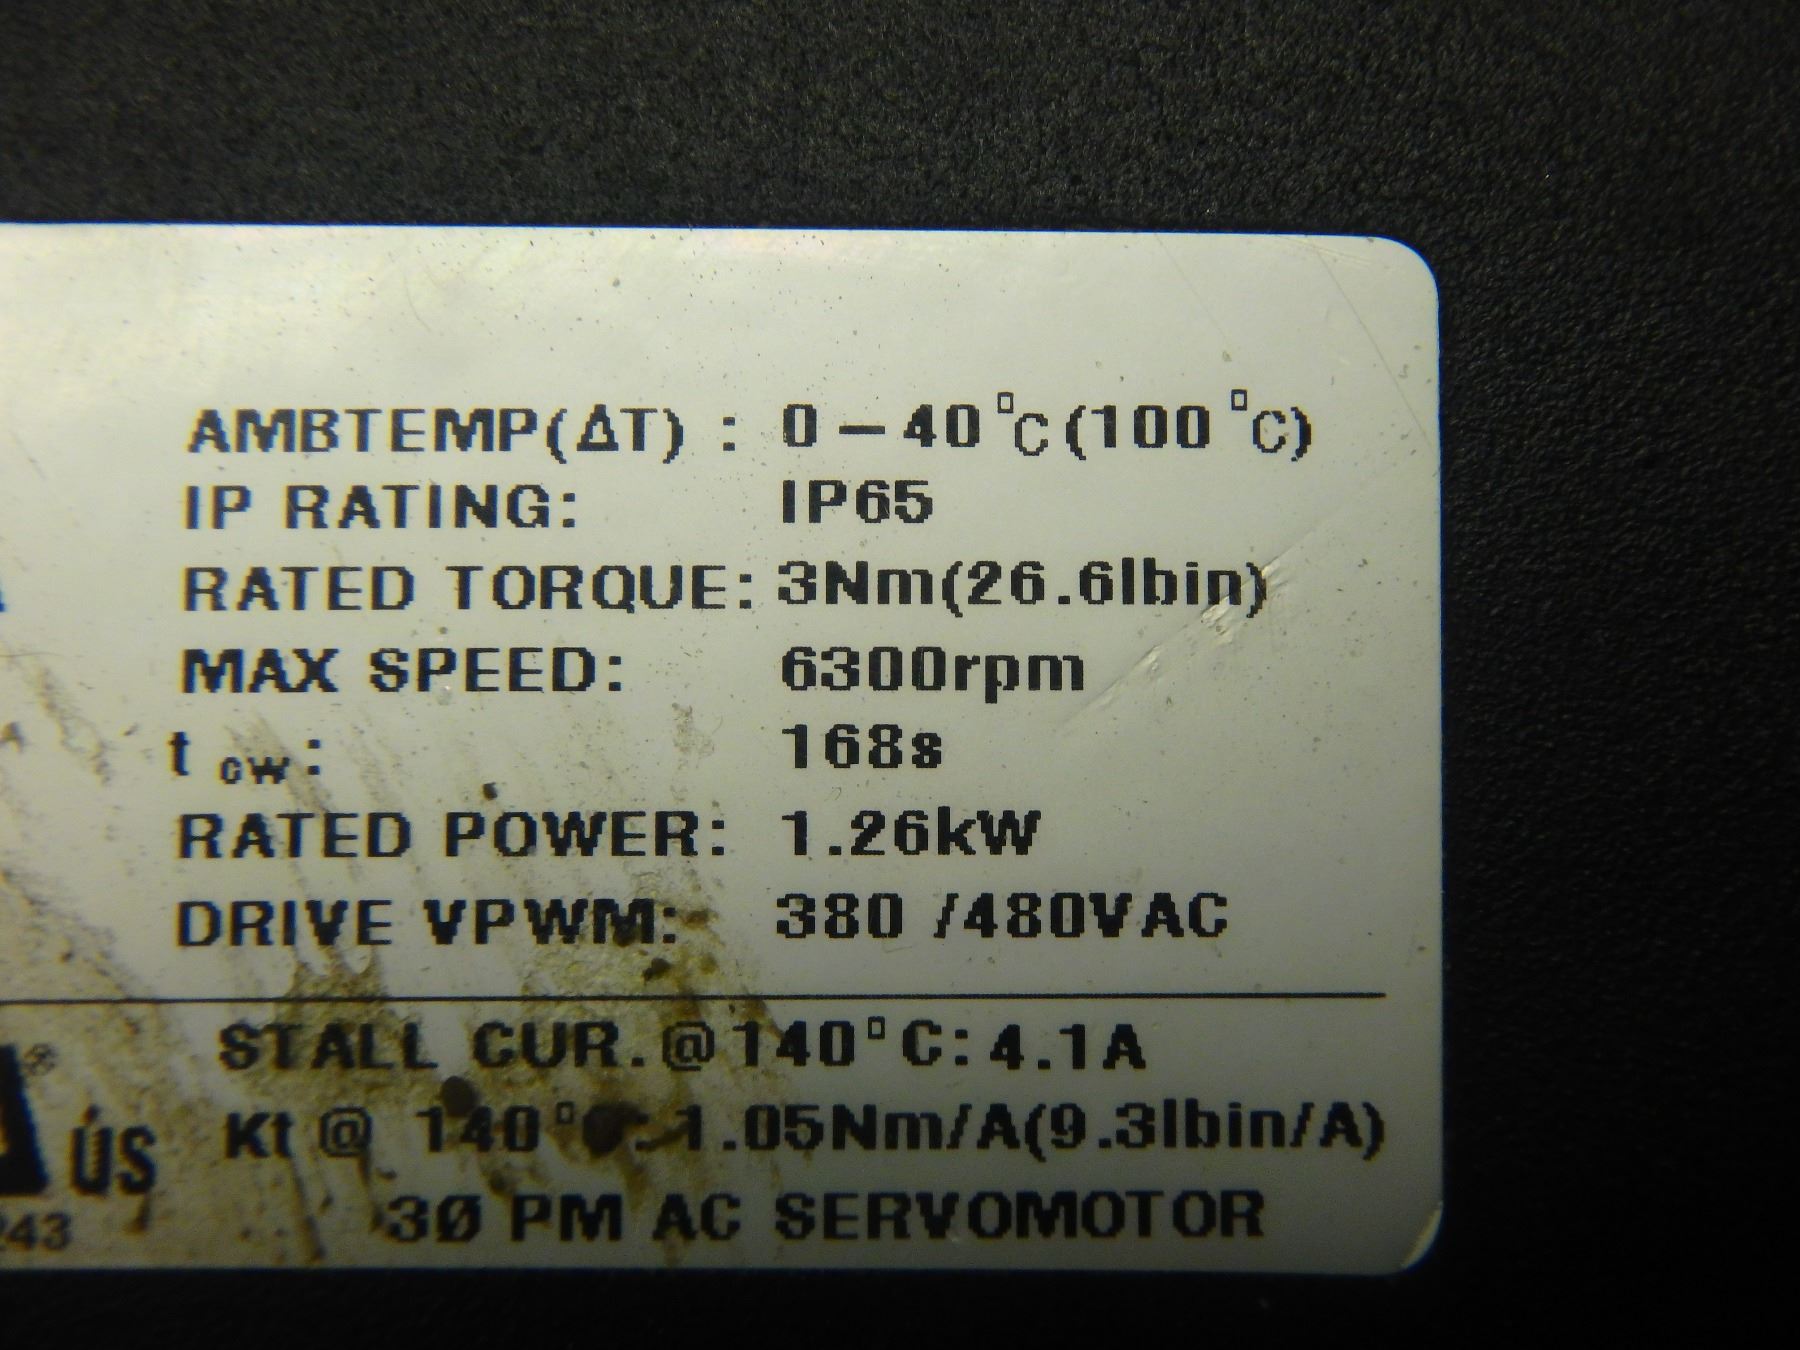 AMBTEMP(ΔT) : 0 – 40°C (100 °C)
IP RATING: IP65
RATED TORQUE: 3Nm(26.6lbin)
MAX SPEED: 6300rpm
t cw : 168s
RATED POWER: 1.26kW
DRIVE VPWM: 380 /480VAC
STALL CUR. @ 140°C: 4.1A
Kt @ 140°C: 1.05Nm/A(9.3lbin/A)
® US
243
3Ø PM AC SERVOMOTOR